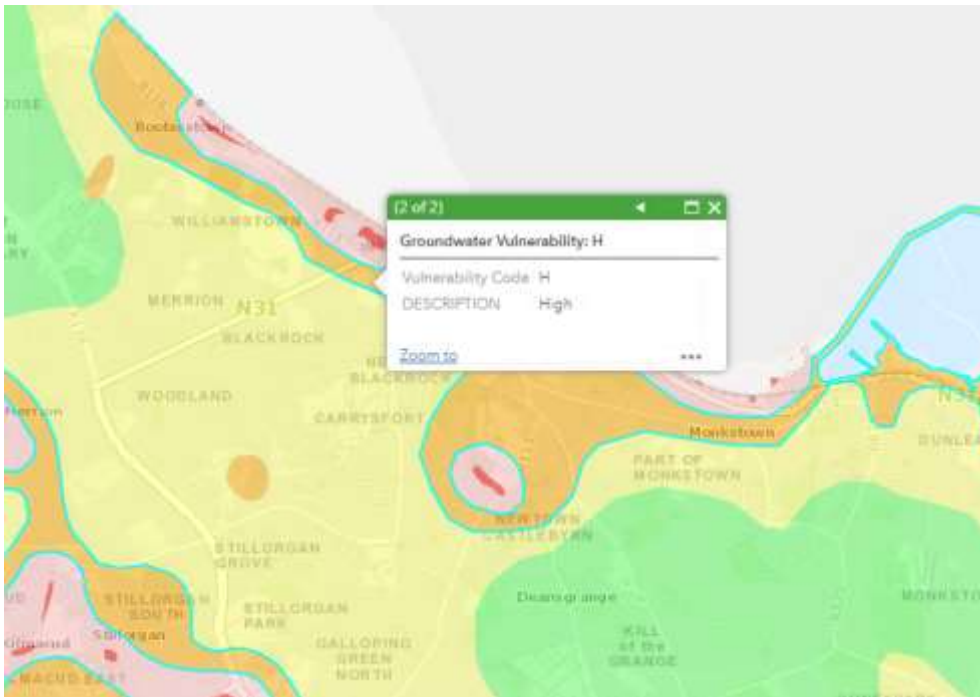 Booterstown
WILLIAMSTOWN
(2 of 2)
Groundwater Vulnerability: H
Vulnerability Code H
DESCRIPTION High
Zoom to
MERRION
N31
BLACKROCK
BLACKROCK
WOODLAND
CARRYSFORT
Monkstown
N31
PART OF
MONKSTOWN
NEWTOWN
CASTLEBYRN
STILLORGAN
GROVE
Deansgrange
STILLORGAN
SOUTH
STILLORGAN
PARK
Stillorgan
KILL
of the
GRANGE
GALLOPING
GREEN
NORTH